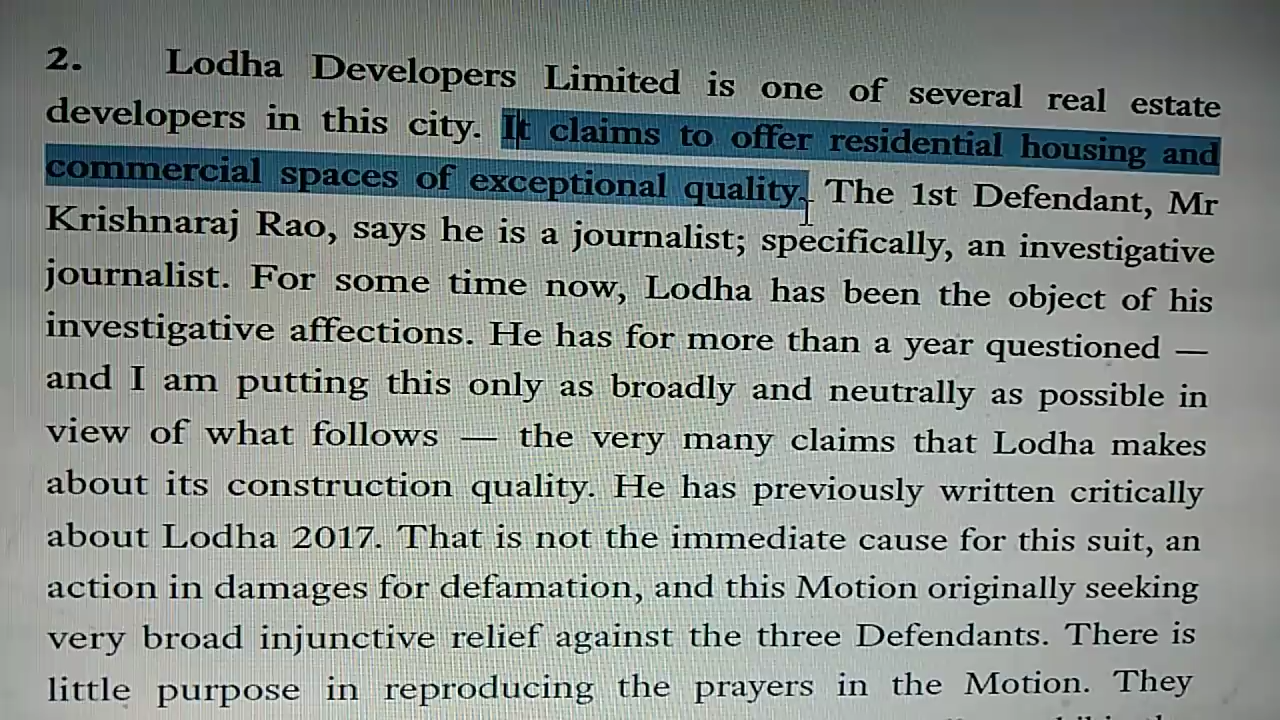 2. Lodha Developers Limited is one of several real estate
developers in this city. It claims to offer residential housing and
commercial spaces of exceptional quality. The 1st Defendant, Mr
Krishnaraj Rao, says he is a journalist; specifically, an investigative
journalist. For some time now, Lodha has been the object of his
investigative affections. He has for more than a year questioned —
and I am putting this only as broadly and neutrally as possible in
view of what follows — the very many claims that Lodha makes
about its construction quality. He has previously written critically
about Lodha 2017. That is not the immediate cause for this suit, an
action in damages for defamation, and this Motion originally seeking
very broad injunctive relief against the three Defendants. There is
little purpose in reproducing the prayers in the Motion. They